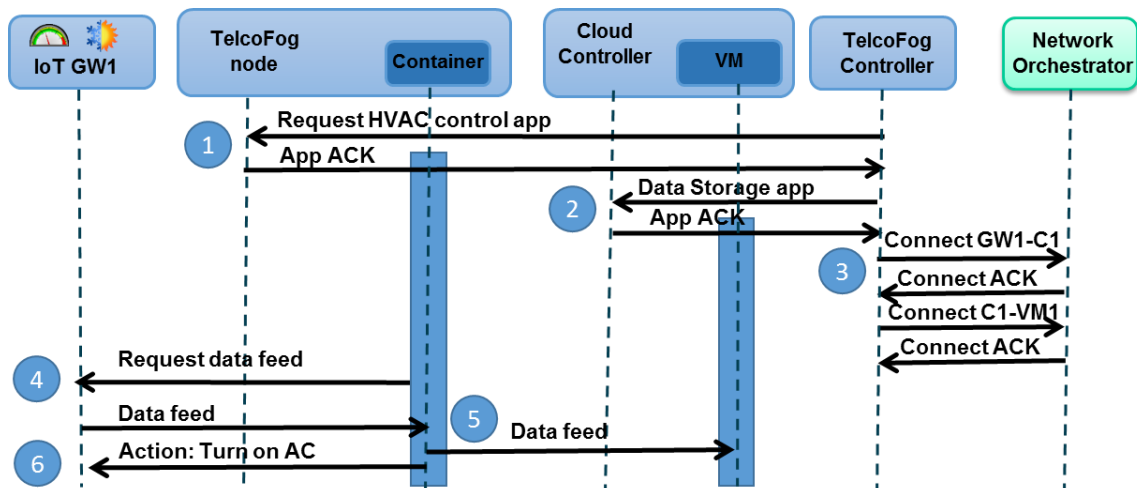 IoT GW1
TelcoFog
node
Container
Cloud
Controller
VM
TelcoFog
Controller
Network
Orchestrator
Request HVAC control app
1
App ACK
Data Storage app
2
App ACK
Connect GW1-C1
3
Connect ACK
Connect C1-VM1
Connect ACK
Request data feed
4
Data feed
5
Data feed
Action: Turn on AC
6